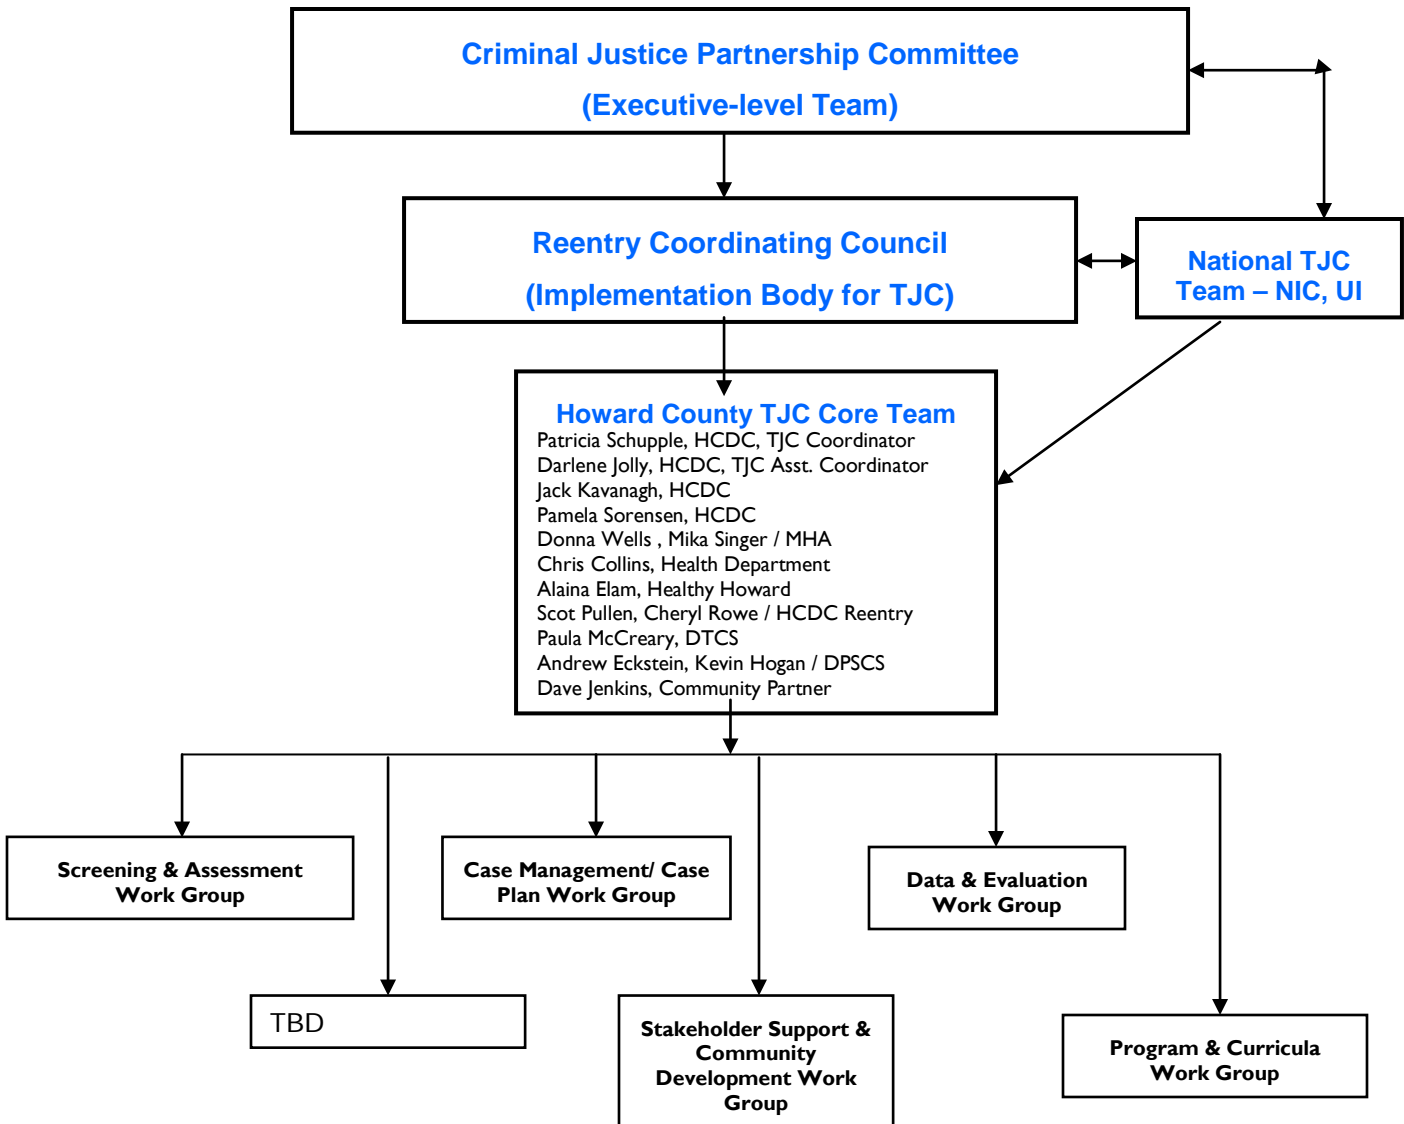 Criminal Justice Partnership Committee
(Executive-level Team)
Reentry Coordinating Council
(Implementation Body for TJC)
National TJC
Team – NIC, UI
Howard County TJC Core Team
Patricia Schupple, HCDC, TJC Coordinator
Darlene Jolly, HCDC, TJC Asst. Coordinator
Jack Kavanagh, HCDC
Pamela Sorensen, HCDC
Donna Wells , Mika Singer / MHA
Chris Collins, Health Department
Alaina Elam, Healthy Howard
Scot Pullen, Cheryl Rowe / HCDC Reentry
Paula McCreary, DTCS
Andrew Eckstein, Kevin Hogan / DPSCS
Dave Jenkins, Community Partner
Screening & Assessment
Work Group
Case Management/ Case
Plan Work Group
Data & Evaluation
Work Group
TBD
Stakeholder Support &
Community
Development Work
Group
Program & Curricula
Work Group